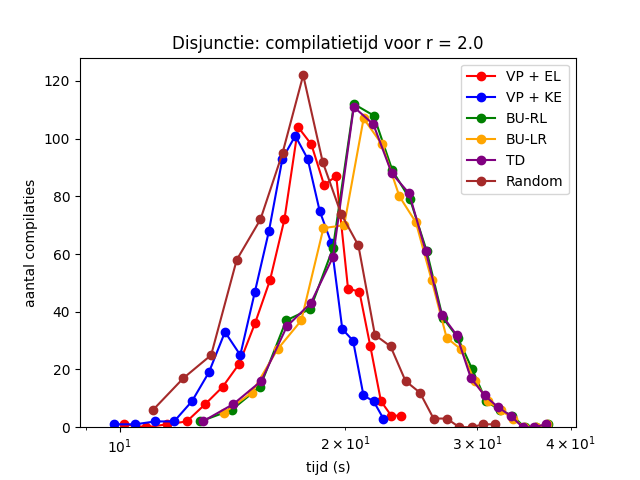 Disjunctie: compilatietijd voor r = 2.0
aantal compilaties
120
100
80
60
40
20
0
VP + EL
VP + KE
BU-RL
BU-LR
TD
Random
10¹
2 × 10¹
3 × 10¹
4 × 10¹
tijd (s)